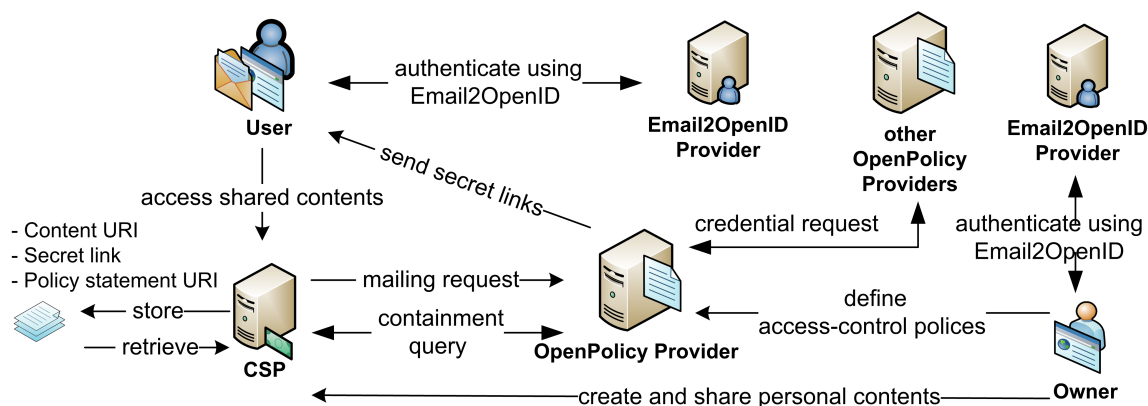 authenticate using
Email2OpenID
User
Email2OpenID
Provider
other
OpenPolicy
Providers
Email2OpenID
Provider
send secret links
access shared contents
credential request
authenticate using
Email2OpenID
- Content URI
- Secret link
- Policy statement URI
mailing request
store
containment
query
define
access-control polices
retrieve
OpenPolicy Provider
CSP
create and share personal contents
Owner